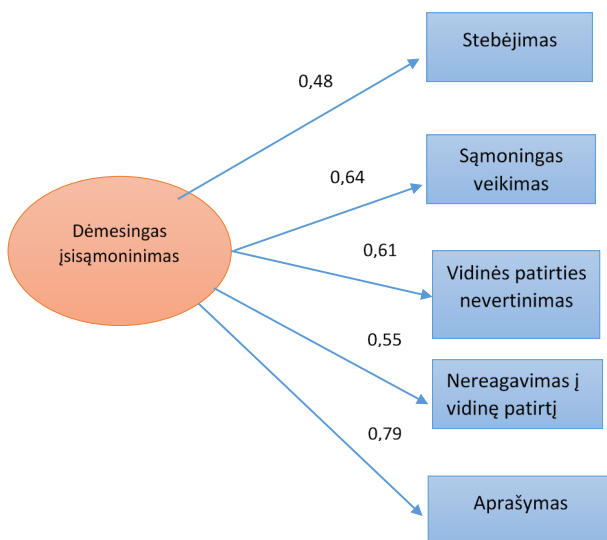 Stebėjimas
0,48
Sąmoningas
veikimas
0,64
Dėmesingas
įsisąmoninimas
0,61
Vidinės patirties
nevertinimas
0,55
Nereagavimas į
vidinę patirtį
0,79
Aprašymas